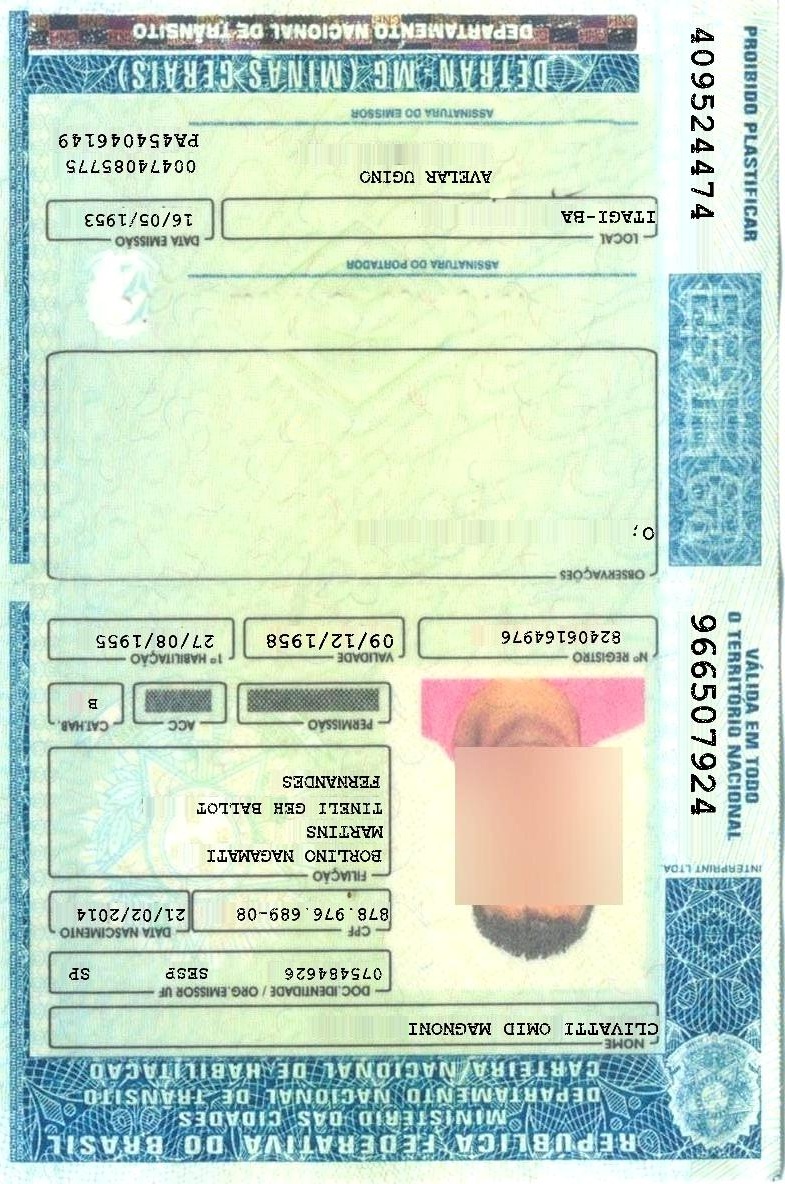 REPUBLICA FEDERATIVA DO BRASIL
MINISTÉRIO DAS CIDADES
DEPARTAMENTO NACIONAL DE TRÂNSITO
CARTEIRA NACIONAL DE HABILITAÇÃO
NOME
CLIVATTI OMID MAGNONI
DOC.IDENTIDADE / ORG.EMISSOR UF
075484626 SESP SP
CPF
878.976.689-08
DATA NASCIMENTO
21/02/2014
FILIAÇÃO
BORLINO NAGAMATI
MARTINS
TINELI GEH BALLOT
FERNANDES
PERMISSÃO
ACC
CAT.HAB.
B
Nº REGISTRO
82406164976
VALIDADE
09/12/1958
1ª HABILITAÇÃO
27/08/1955
OBSERVAÇÕES
O;
ASSINATURA DO PORTADOR
LOCAL
ITAGI-BA
DATA EMISSÃO
16/05/1953
AVELAR UGINO
00474085775
PA454046149
ASSINATURA DO EMISSOR
DETRAN-MG (MINAS GERAIS)
DEPARTAMENTO NACIONAL DE TRÂNSITO
INTERPRINT LTDA.
VÁLIDA EM TODO
O TERRITÓRIO NACIONAL
966507924
PROIBIDO PLASTIFICAR
409524474